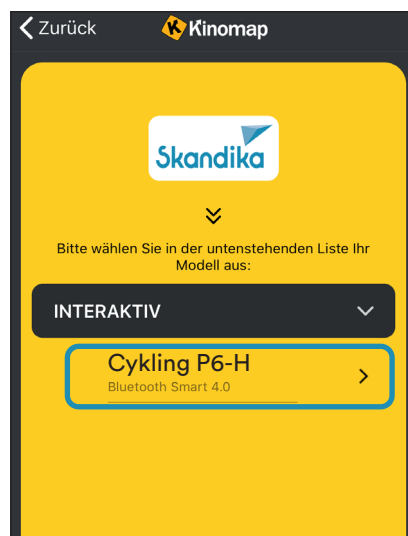 Zurück
Kinomap
Skandika
Bitte wählen Sie in der untenstehenden Liste Ihr
Modell aus:
INTERAKTIV
Cykling P6-H
Bluetooth Smart 4.0